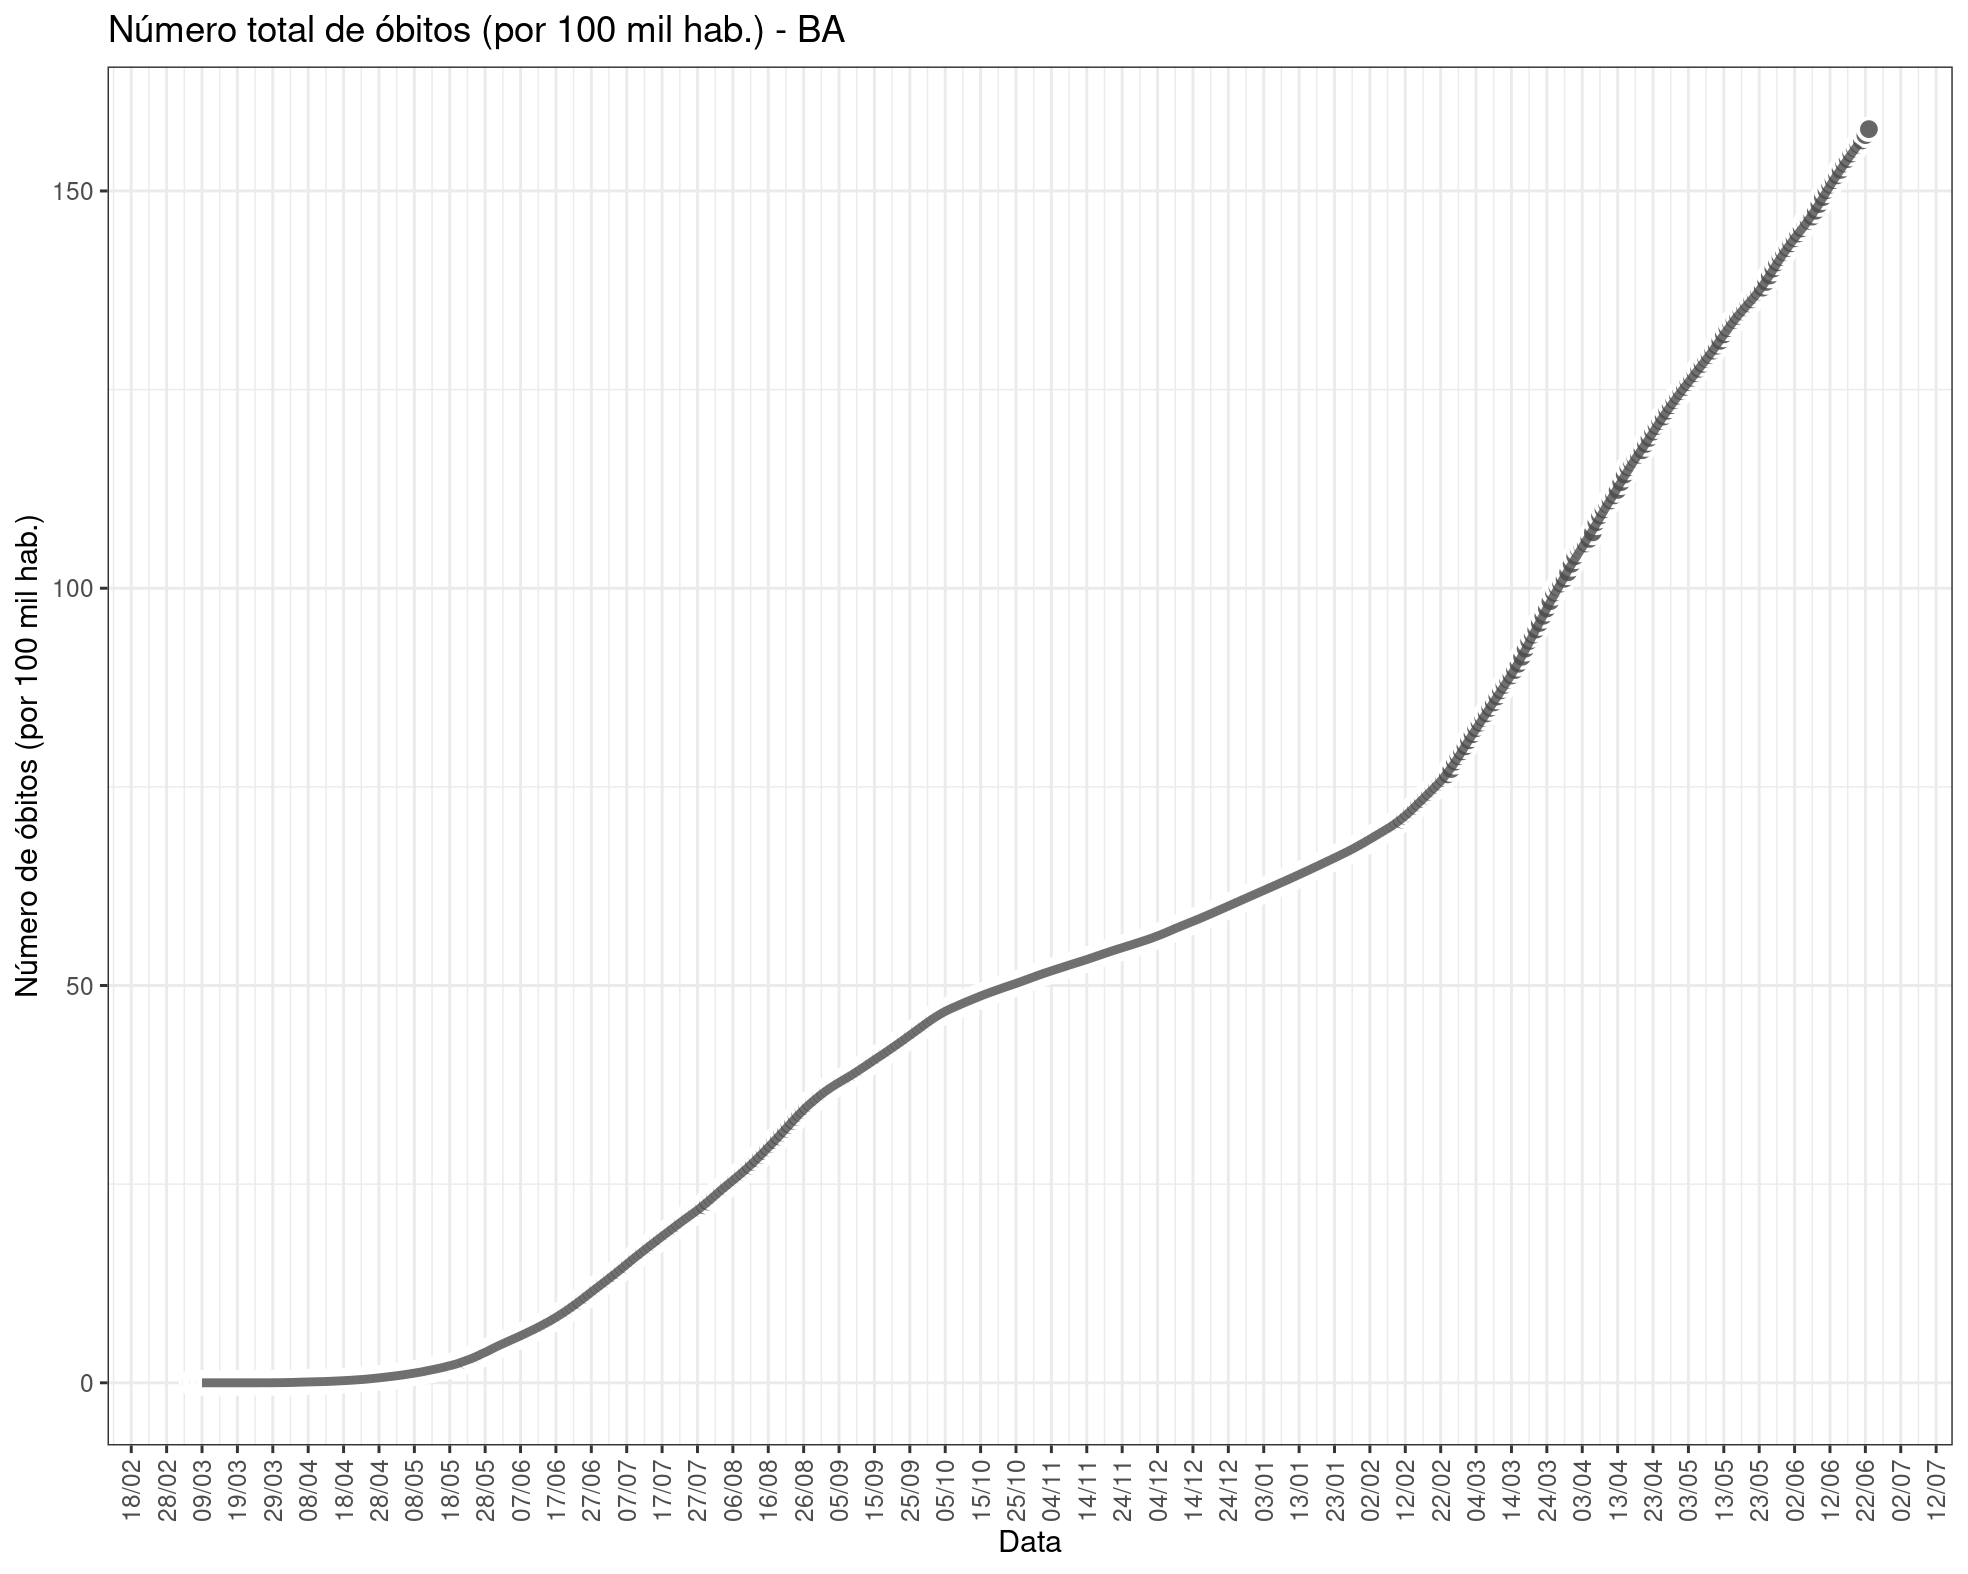 Número total de óbitos (por 100 mil hab.) - BA
Número de óbitos (por 100 mil hab.)
150
100
50
0
18/02 28/02 09/03 19/03 29/03 08/04 18/04 28/04 08/05 18/05 28/05 07/06 17/06 27/06 07/07 17/07 27/07 06/08 16/08 26/08 05/09 15/09 25/09 05/10 15/10 25/10 04/11 14/11 24/11 04/12 14/12 24/12 03/01 13/01 23/01 02/02 12/02 22/02 04/03 14/03 24/03 03/04 13/04 23/04 03/05 13/05 23/05 02/06 12/06 22/06 02/07 12/07
Data